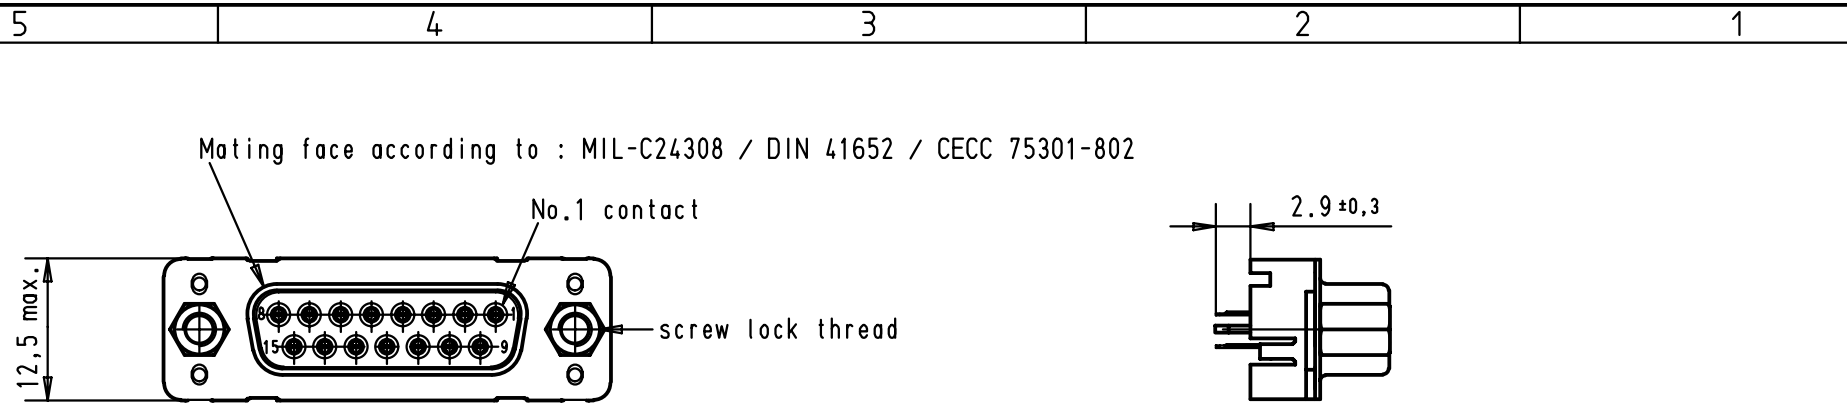 5 4 3 2 1
Mating face according to : MIL-C24308 / DIN 41652 / CECC 75301-802
No.1 contact
2.9 ±0,3
12,5 max.
8 1
screw lock thread
15 9